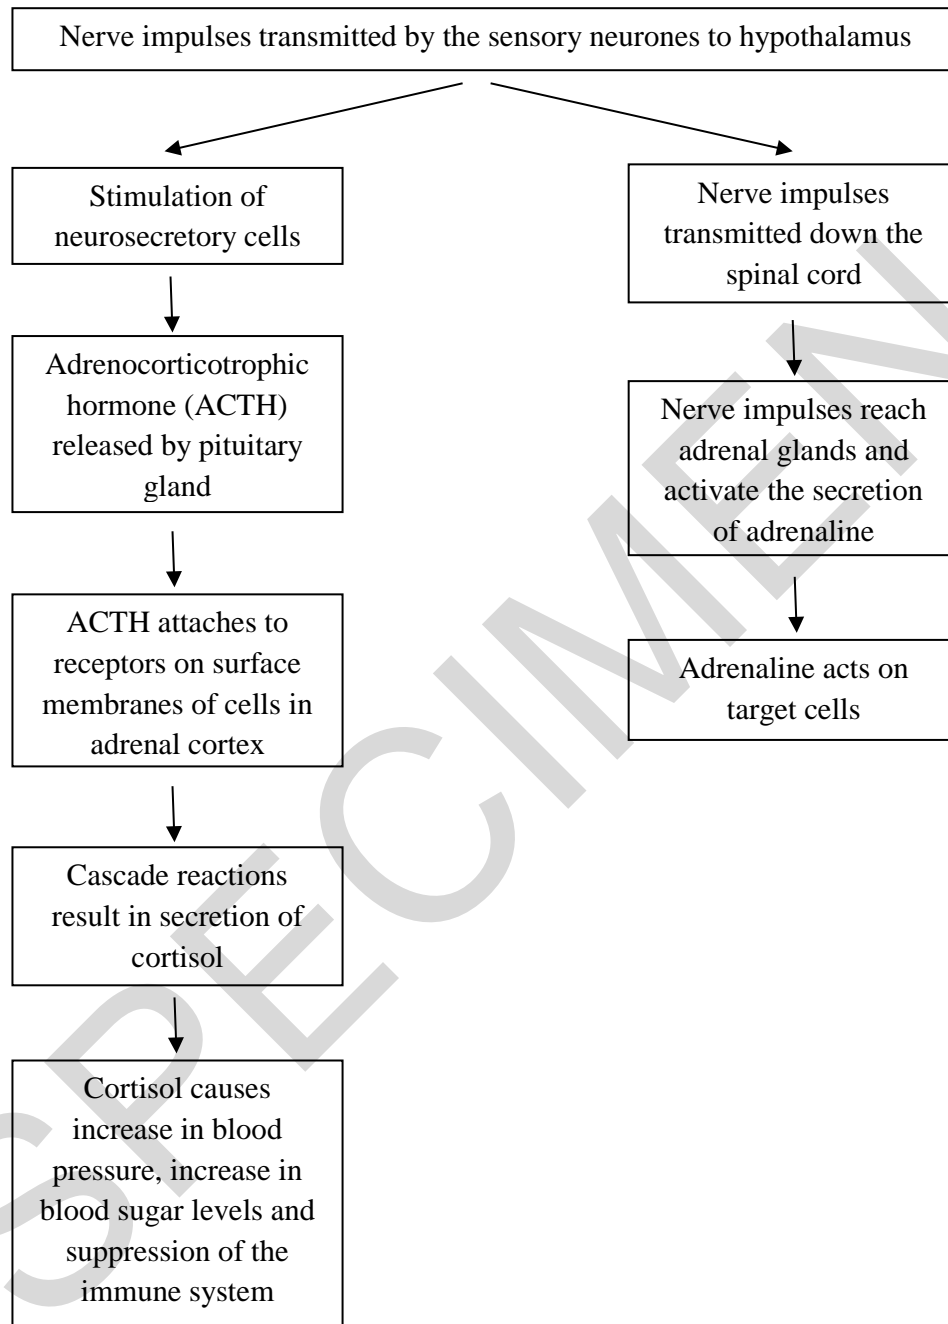 Nerve impulses transmitted by the sensory neurones to hypothalamus
Stimulation of
neurosecretory cells
Adrenocorticotrophic
hormone (ACTH)
released by pituitary
gland
ACTH attaches to
receptors on surface
membranes of cells in
adrenal cortex
Cascade reactions
result in secretion of
cortisol
Cortisol causes
increase in blood
pressure, increase in
blood sugar levels and
suppression of the
immune system
Nerve impulses
transmitted down the
spinal cord
Nerve impulses reach
adrenal glands and
activate the secretion
of adrenaline
Adrenaline acts on
target cells
SPECIMEN